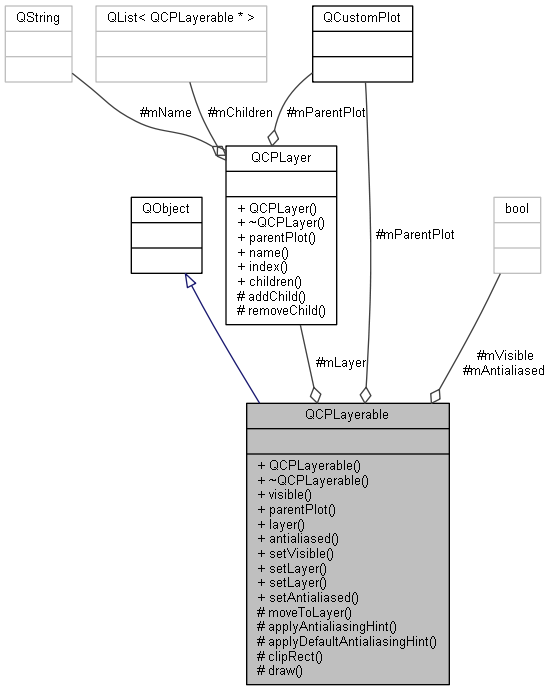 QString
QList< QCPLayerable * >
QCustomPlot
#mName
#mChildren
#mParentPlot
QCPLayer
+ QCPLayer()
+ ~QCPLayer()
+ parentPlot()
+ name()
+ index()
+ children()
# addChild()
# removeChild()
QObject
bool
#mParentPlot
#mLayer
#mVisible
#mAntialiased
QCPLayerable
+ QCPLayerable()
+ ~QCPLayerable()
+ visible()
+ parentPlot()
+ layer()
+ antialiased()
+ setVisible()
+ setLayer()
+ setLayer()
+ setAntialiased()
# moveToLayer()
# applyAntialiasingHint()
# applyDefaultAntialiasingHint()
# clipRect()
# draw()